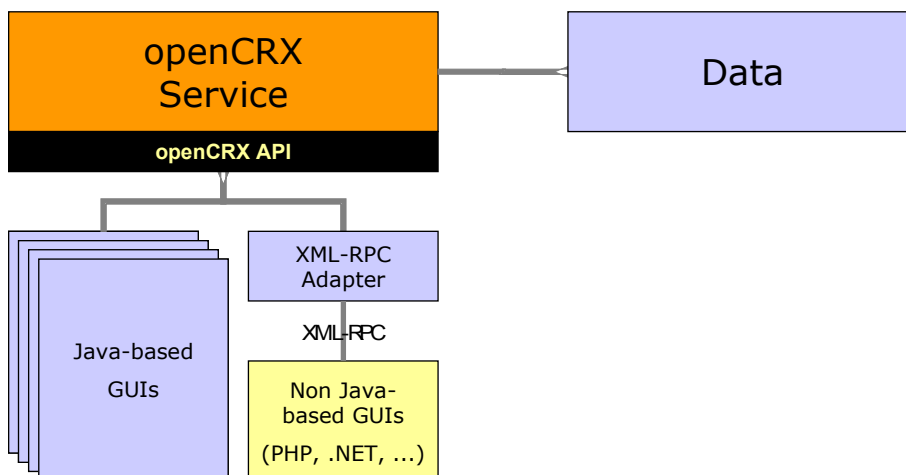 openCRX
Service
Data
openCRX API
XML-RPC
Adapter
XML-RPC
Java-based
GUIs
Non Java-
based GUIs
(PHP, .NET, ...)